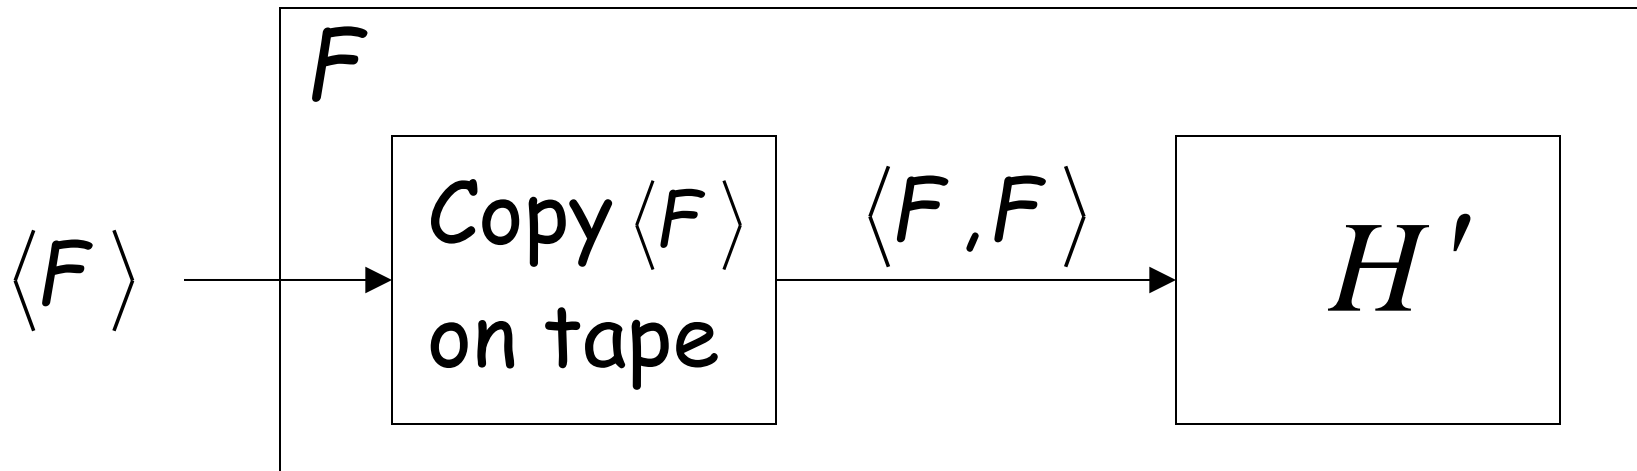 F
⟨F⟩
Copy ⟨F⟩
on tape
⟨F,F⟩
H′